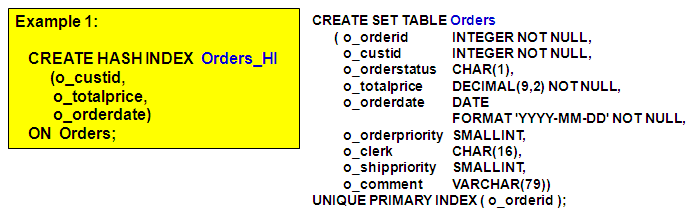 Example 1:
CREATE HASH INDEX Orders_HI
(o_custid,
o_totalprice,
o_orderdate)
ON Orders;
CREATE SET TABLE Orders
( o_orderid INTEGER NOT NULL,
o_custid INTEGER NOT NULL,
o_orderstatus CHAR(1),
o_totalprice DECIMAL(9,2) NOT NULL,
o_orderdate DATE
FORMAT 'YYYY-MM-DD' NOT NULL,
o_orderpriority SMALLINT,
o_clerk CHAR(16),
o_shippriority SMALLINT,
o_comment VARCHAR(79))
UNIQUE PRIMARY INDEX ( o_orderid );